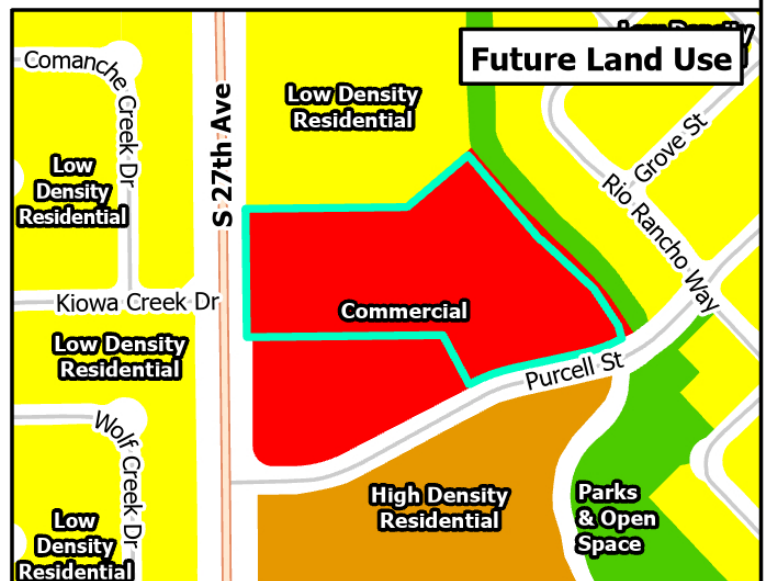 Low Density
Future Land Use
Comanche Creek Dr
S 27th Ave
Low Density
Residential
Grove St
Low
Density
Residential
Rio Rancho Way
Kiowa Creek Dr
Commercial
Low Density
Residential
Purcell St
Wolf Creek Dr
High Density
Residential
Parks
& Open
Space
Low
Density
Residential